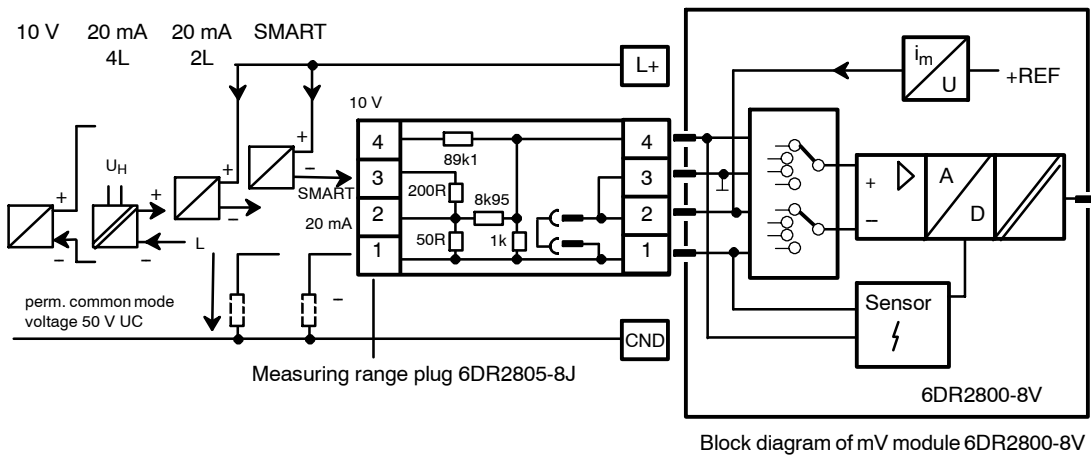 10 V 20 mA 20 mA SMART
4L 2L
L+
im
U
+REF
10 V
4
3
2
1
89k1
200R
8k95
50R
1k
4
3
2
1
+
–
UH
+
–
L
+
–
+
–
SMART
20 mA
–
+
–
A
D
Sensor
perm. common mode
voltage 50 V UC
CND
Measuring range plug 6DR2805-8J
6DR2800-8V
Block diagram of mV module 6DR2800-8V